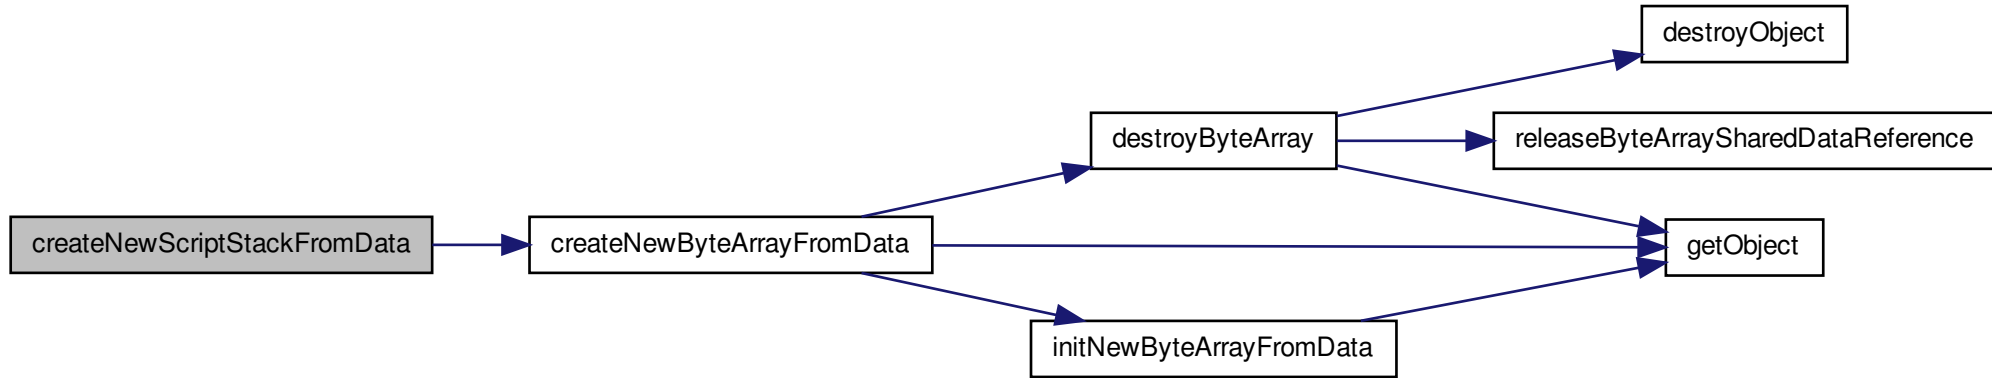 createNewScriptStackFromData
createNewByteArrayFromData
destroyByteArray
initNewByteArrayFromData
destroyObject
releaseByteArraySharedDataReference
getObject